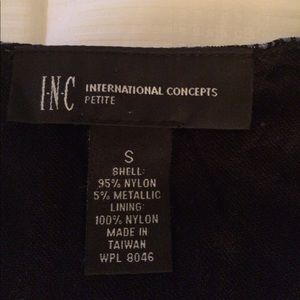 I·N·C INTERNATIONAL CONCEPTS
PETITE
S
SHELL:
95% NYLON
5% METALLIC
LINING:
100% NYLON
MADE IN
TAIWAN
WPL 8046